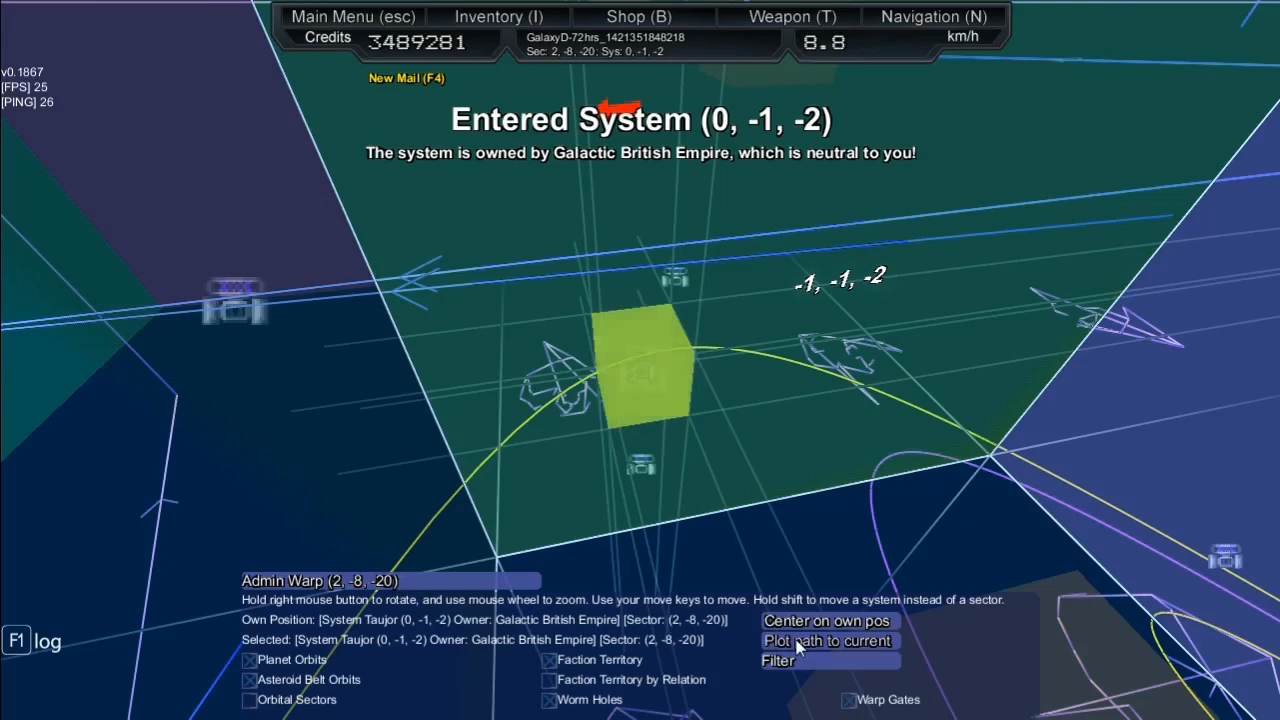 Main Menu (esc) Inventory (I) Shop (B) Weapon (T) Navigation (N)
Credits 3489281 GalaxyD-72hrs_1421351848218 8.8 km/h
Sec: 2, -8, -20; Sys: 0, -1, -2
v0.1867
[FPS] 25
[PING] 26
New Mail (F4)
Entered System (0, -1, -2)
The system is owned by Galactic British Empire, which is neutral to you!
-1, -1, -2
Admin Warp (2, -8, -20)
Hold right mouse button to rotate, and use mouse wheel to zoom. Use your move keys to move. Hold shift to move a system instead of a sector.
Own Position: [System Taujor (0, -1, -2) Owner: Galactic British Empire] [Sector: (2, -8, -20)] Center on own pos
Selected: [System Taujor (0, -1, -2) Owner: Galactic British Empire] [Sector: (2, -8, -20)] Plot path to current
F1 log
Planet Orbits Faction Territory Filter
Asteroid Belt Orbits Faction Territory by Relation
Orbital Sectors Worm Holes Warp Gates